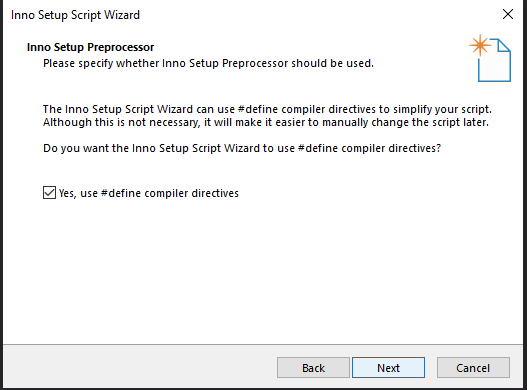 Inno Setup Script Wizard
Inno Setup Preprocessor
Please specify whether Inno Setup Preprocessor should be used.
The Inno Setup Script Wizard can use #define compiler directives to simplify your script.
Although this is not necessary, it will make it easier to manually change the script later.
Do you want the Inno Setup Script Wizard to use #define compiler directives?
Yes, use #define compiler directives
Back Next Cancel